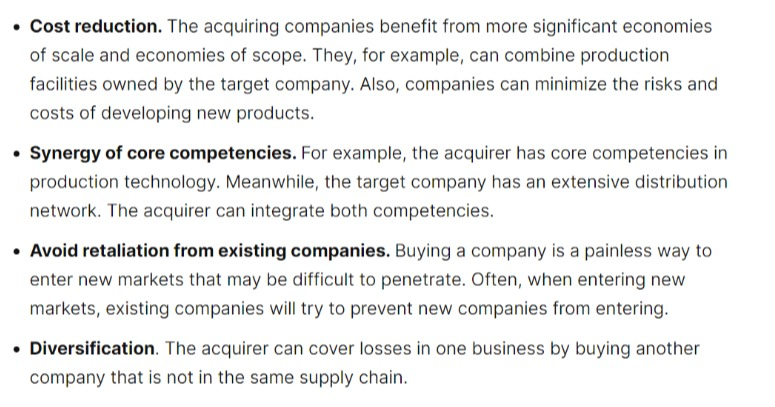 • Cost reduction. The acquiring companies benefit from more significant economies
of scale and economies of scope. They, for example, can combine production
facilities owned by the target company. Also, companies can minimize the risks and
costs of developing new products.
• Synergy of core competencies. For example, the acquirer has core competencies in
production technology. Meanwhile, the target company has an extensive distribution
network. The acquirer can integrate both competencies.
• Avoid retaliation from existing companies. Buying a company is a painless way to
enter new markets that may be difficult to penetrate. Often, when entering new
markets, existing companies will try to prevent new companies from entering.
• Diversification. The acquirer can cover losses in one business by buying another
company that is not in the same supply chain.